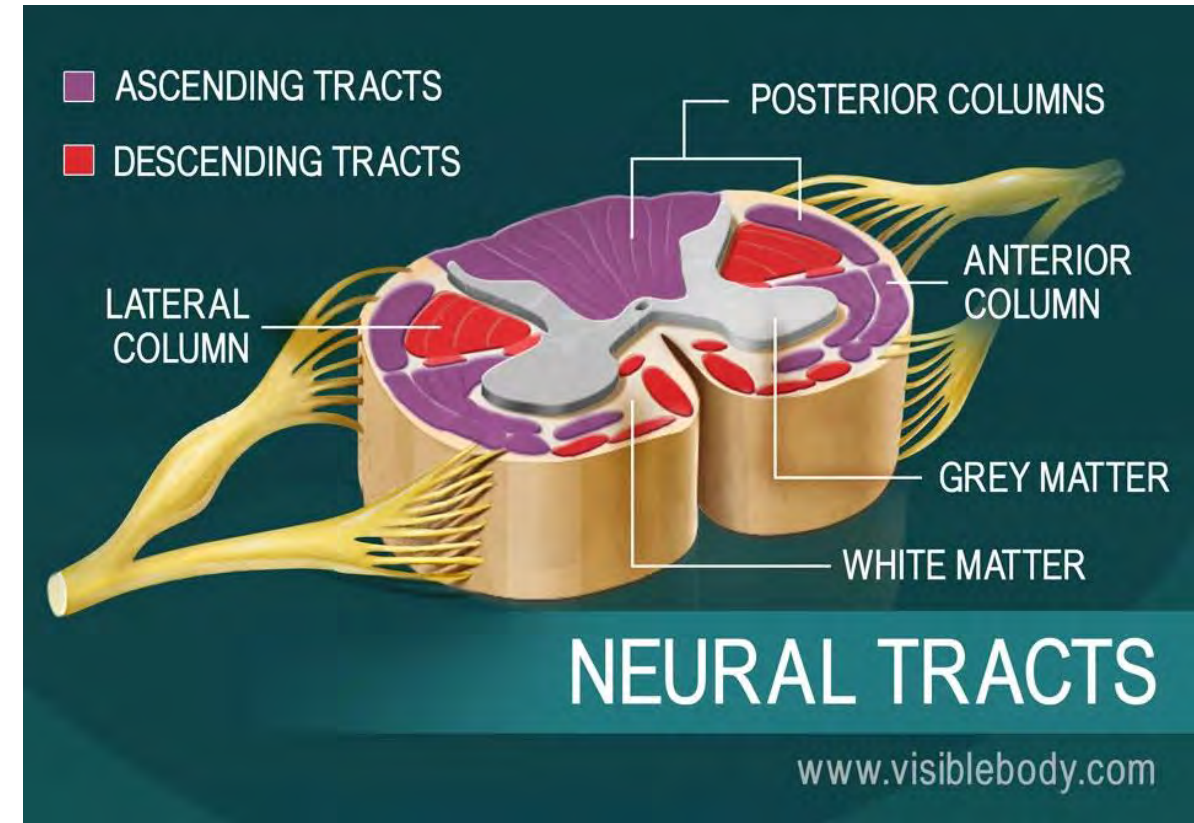 ASCENDING TRACTS
DESCENDING TRACTS
POSTERIOR COLUMNS
LATERAL
COLUMN
ANTERIOR
COLUMN
GREY MATTER
WHITE MATTER
NEURAL TRACTS
www.visiblebody.com